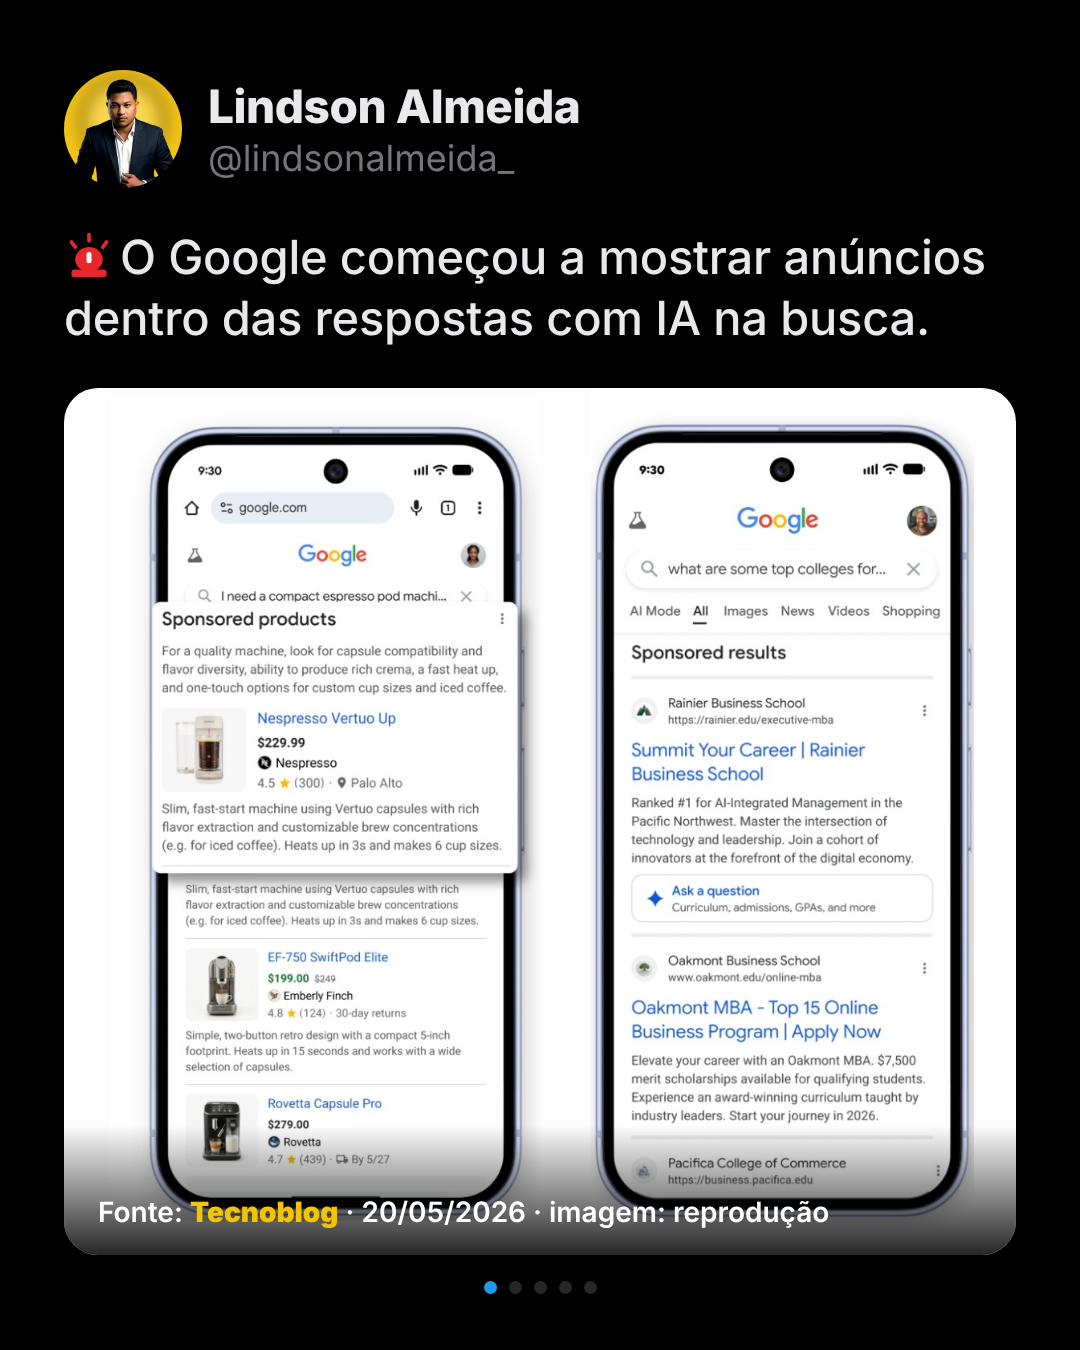 Lindson Almeida
@lindsonalmeida_
🚨O Google começou a mostrar anúncios
dentro das respostas com IA na busca.
9:30
google.com
1
Google
I need a compact espresso pod machi...
Sponsored products
For a quality machine, look for capsule compatibility and
flavor diversity, ability to produce rich crema, a fast heat up,
and one-touch options for custom cup sizes and iced coffee.
Nespresso Vertuo Up
$229.99
Nespresso
4.5 ★ (300) · Palo Alto
Slim, fast-start machine using Vertuo capsules with rich
flavor extraction and customizable brew concentrations
(e.g. for iced coffee). Heats up in 3s and makes 6 cup sizes.
Slim, fast-start machine using Vertuo capsules with rich
flavor extraction and customizable brew concentrations
(e.g. for iced coffee). Heats up in 3s and makes 6 cup sizes.
EF-750 SwiftPod Elite
$199.00 $249
Emberly Finch
4.8 ★ (124) · 30-day returns
Simple, two-button retro design with a compact 5-inch
footprint. Heats up in 15 seconds and works with a wide
selection of capsules.
Rovetta Capsule Pro
$279.00
Rovetta
4.7 ★ (439) · By 5/27
9:30
Google
what are some top colleges for...
AI Mode All Images News Videos Shopping
Sponsored results
Rainier Business School
https://rainier.edu/executive-mba
Summit Your Career | Rainier
Business School
Ranked #1 for AI-Integrated Management in the
Pacific Northwest. Master the intersection of
technology and leadership. Join a cohort of
innovators at the forefront of the digital economy.
Ask a question
Curriculum, admissions, GPAs, and more
Oakmont Business School
www.oakmont.edu/online-mba
Oakmont MBA - Top 15 Online
Business Program | Apply Now
Elevate your career with an Oakmont MBA. $7,500
merit scholarships available for qualifying students.
Experience an award-winning curriculum taught by
industry leaders. Start your journey in 2026.
Pacifica College of Commerce
https://business.pacifica.edu
Fonte: Tecnoblog · 20/05/2026 · imagem: reprodução